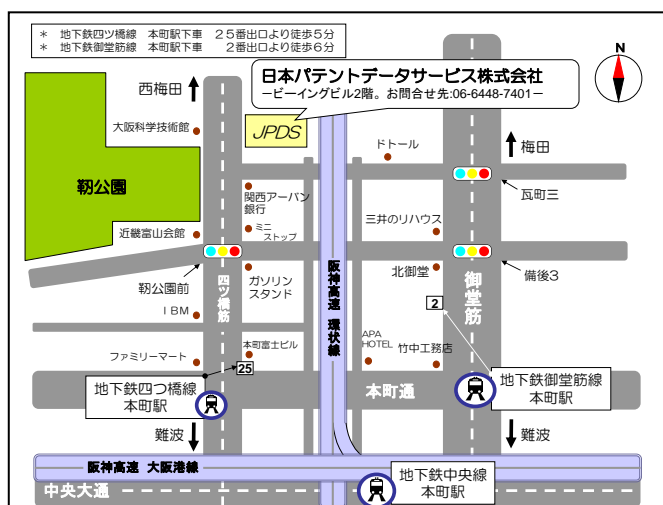 * 地下鉄四ツ橋線 本町駅下車 25番出口より徒歩5分
* 地下鉄御堂筋線 本町駅下車 2番出口より徒歩6分
日本パテントデータサービス株式会社
−ビーイングビル2階。お問合せ先:06-6448-7401−
N
西梅田
大阪科学技術館
JPDS
ドトール
梅田
靭公園
関西アーバン
銀行
瓦町三
近畿富山会館
ミニ
ストップ
三井のリハウス
靭公園前
四ツ橋筋
ガソリン
スタンド
阪神高速 環状線
北御堂
御堂筋
備後3
2
IBM
本町富士ビル
APA
HOTEL
竹中工務店
ファミリーマート
25
地下鉄四つ橋線
本町駅
本町通
地下鉄御堂筋線
本町駅
難波
難波
阪神高速 大阪港線
中央大通
地下鉄中央線
本町駅